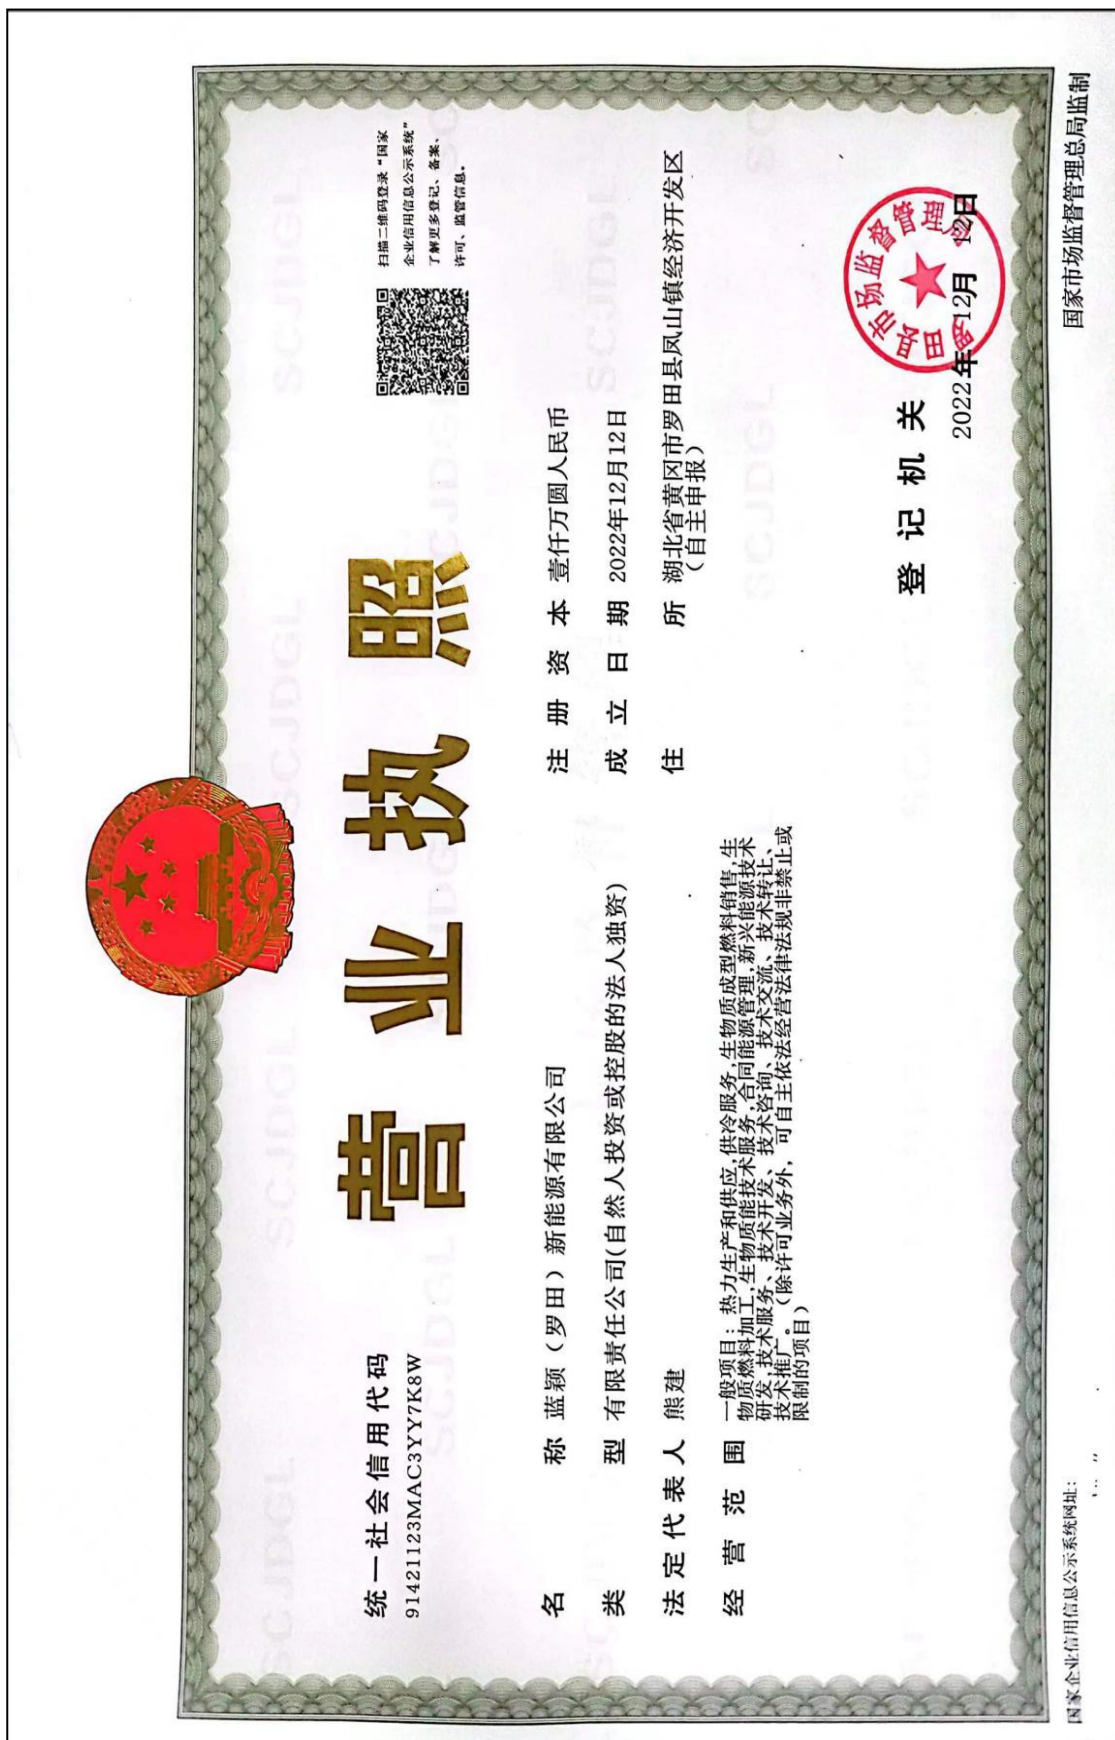 营业执照
统一社会信用代码
91421123MAC3YY7K8W
扫描二维码登录“国家
企业信用信息公示系统”
了解更多登记、备案、
许可、监管信息。
名 称 蓝颖（罗田）新能源有限公司
类 型 有限责任公司(自然人投资或控股的法人独资)
法定代表人 熊建
经营范围 一般项目：热力生产和供应,供冷服务,生物质成型燃料销售,生
物质燃料加工,生物质能技术服务,合同能源管理,新兴能源技术
研发,技术服务、技术开发、技术咨询、技术交流、技术转让、
技术推广。（除许可业务外，可自主依法经营法律法规非禁止或
限制的项目）
注册资本 壹仟万圆人民币
成立日期 2022年12月12日
住 所 湖北省黄冈市罗田县凤山镇经济开发区
（自主申报）
登记机关
罗田县市场监督管理局
2022年12月12日
国家企业信用信息公示系统网址：
国家市场监督管理总局监制
SCJDGL